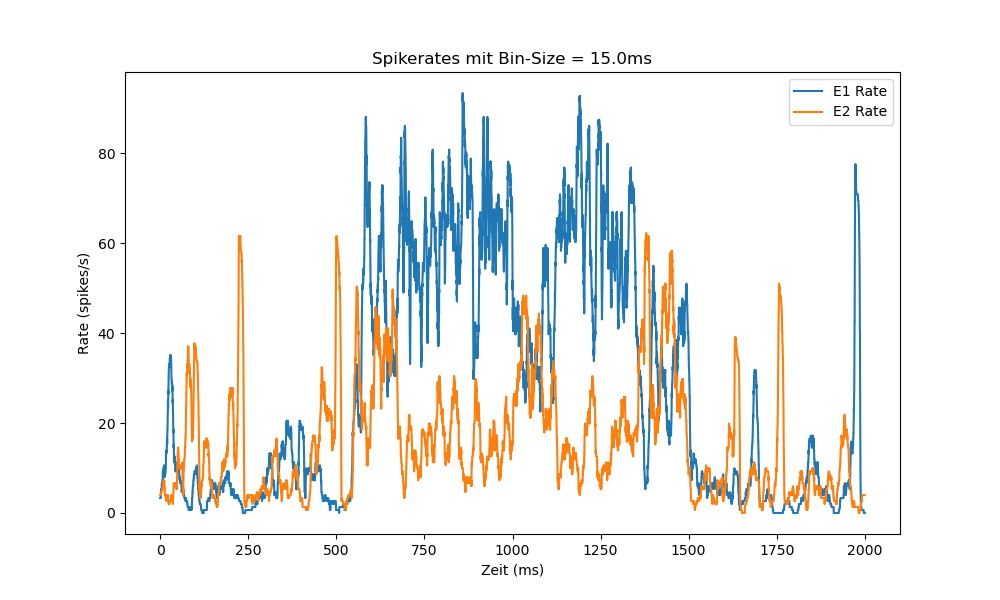 Spikerates mit Bin-Size = 15.0ms
E1 Rate
E2 Rate
Rate (spikes/s)
80
60
40
20
0
0 250 500 750 1000 1250 1500 1750 2000
Zeit (ms)